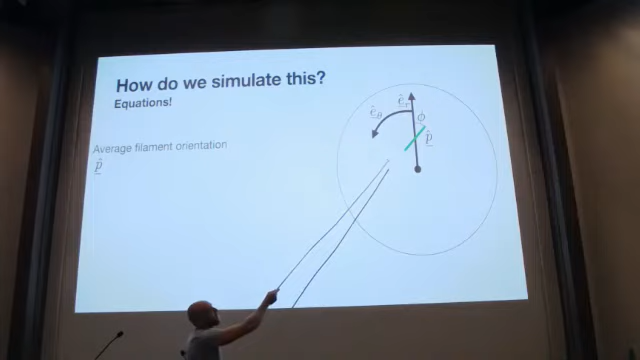 How do we simulate this?
Equations!
Average filament orientation
p̂
ê_θ
ê_r
ϕ
p̂